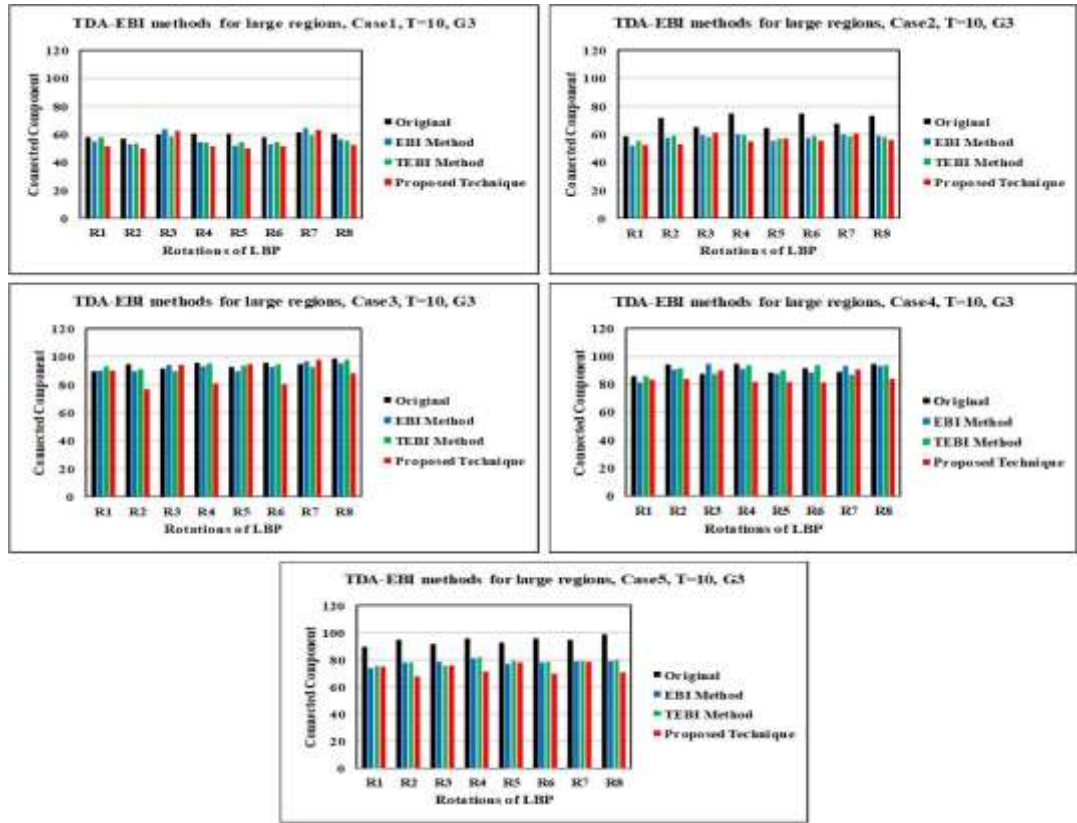 TDA-EBI methods for large regions, Case1, T=10, G3
Connected Component
120
100
80
60
40
20
0
R1 R2 R3 R4 R5 R6 R7 R8
Rotations of LBP
Original
EBI Method
TEBI Method
Proposed Technique
TDA-EBI methods for large regions, Case2, T=10, G3
Connected Component
120
100
80
60
40
20
0
R1 R2 R3 R4 R5 R6 R7 R8
Rotations of LBP
Original
EBI Method
TEBI Method
Proposed Technique
TDA-EBI methods for large regions, Case3, T=10, G3
Connected Component
120
100
80
60
40
20
0
R1 R2 R3 R4 R5 R6 R7 R8
Rotations of LBP
Original
EBI Method
TEBI Method
Proposed Technique
TDA-EBI methods for large regions, Case4, T=10, G3
Connected Component
120
100
80
60
40
20
0
R1 R2 R3 R4 R5 R6 R7 R8
Rotations of LBP
Original
EBI Method
TEBI Method
Proposed Technique
TDA-EBI methods for large regions, Case5, T=10, G3
Connected Component
120
100
80
60
40
20
0
R1 R2 R3 R4 R5 R6 R7 R8
Rotations of LBP
Original
EBI Method
TEBI Method
Proposed Technique